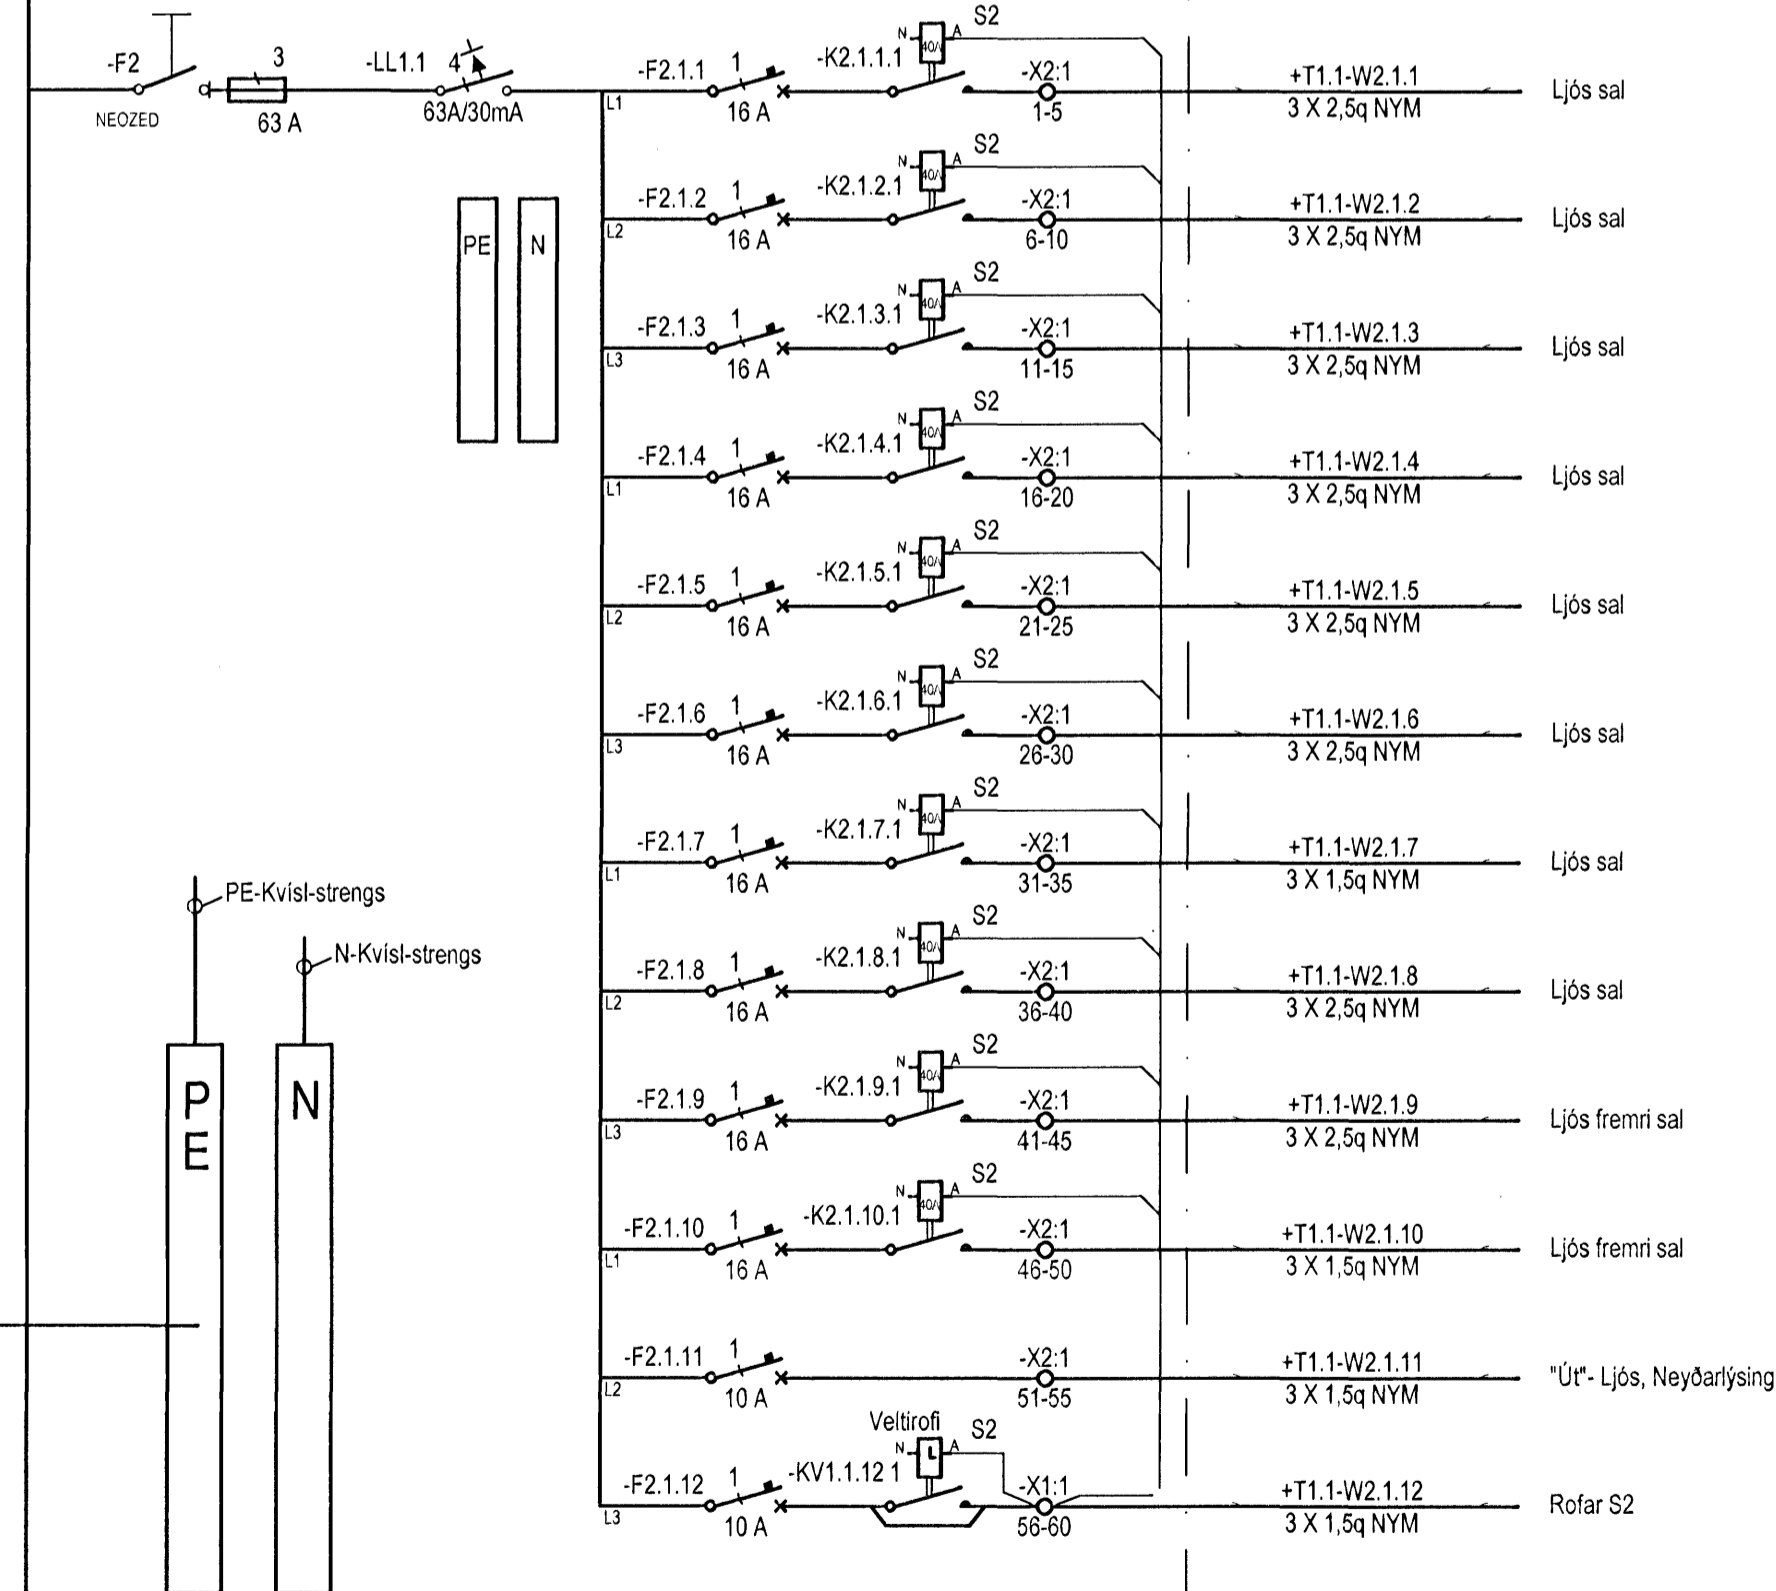 -F2
NEOZED
3
63 A
-LL1.1
4
63A/30mA
PE
N
L1
-F2.1.1
1
16 A
-K2.1.1.1
N
40A
A
S2
-X2:1
1-5
+T1.1-W2.1.1
3 X 2,5q NYM
Ljós sal
L2
-F2.1.2
1
16 A
-K2.1.2.1
N
40A
A
S2
-X2:1
6-10
+T1.1-W2.1.2
3 X 2,5q NYM
Ljós sal
L3
-F2.1.3
1
16 A
-K2.1.3.1
N
40A
A
S2
-X2:1
11-15
+T1.1-W2.1.3
3 X 2,5q NYM
Ljós sal
L1
-F2.1.4
1
16 A
-K2.1.4.1
N
40A
A
S2
-X2:1
16-20
+T1.1-W2.1.4
3 X 2,5q NYM
Ljós sal
L2
-F2.1.5
1
16 A
-K2.1.5.1
N
40A
A
S2
-X2:1
21-25
+T1.1-W2.1.5
3 X 2,5q NYM
Ljós sal
L3
-F2.1.6
1
16 A
-K2.1.6.1
N
40A
A
S2
-X2:1
26-30
+T1.1-W2.1.6
3 X 2,5q NYM
Ljós sal
L1
-F2.1.7
1
16 A
-K2.1.7.1
N
40A
A
S2
-X2:1
31-35
+T1.1-W2.1.7
3 X 1,5q NYM
Ljós sal
L2
-F2.1.8
1
16 A
-K2.1.8.1
N
40A
A
S2
-X2:1
36-40
+T1.1-W2.1.8
3 X 2,5q NYM
Ljós sal
L3
-F2.1.9
1
16 A
-K2.1.9.1
N
40A
A
S2
-X2:1
41-45
+T1.1-W2.1.9
3 X 2,5q NYM
Ljós fremri sal
L1
-F2.1.10
1
16 A
-K2.1.10.1
N
40A
A
S2
-X2:1
46-50
+T1.1-W2.1.10
3 X 1,5q NYM
Ljós fremri sal
L2
-F2.1.11
1
10 A
-X2:1
51-55
+T1.1-W2.1.11
3 X 1,5q NYM
"Út"- Ljós, Neyðarlýsing
L3
-F2.1.12
1
10 A
-KV1.1.12 1
Veltirofi
N
L
A
S2
-X1:1
56-60
+T1.1-W2.1.12
3 X 1,5q NYM
Rofar S2
PE-Kvísl-strengs
N-Kvísl-strengs
P
E
N